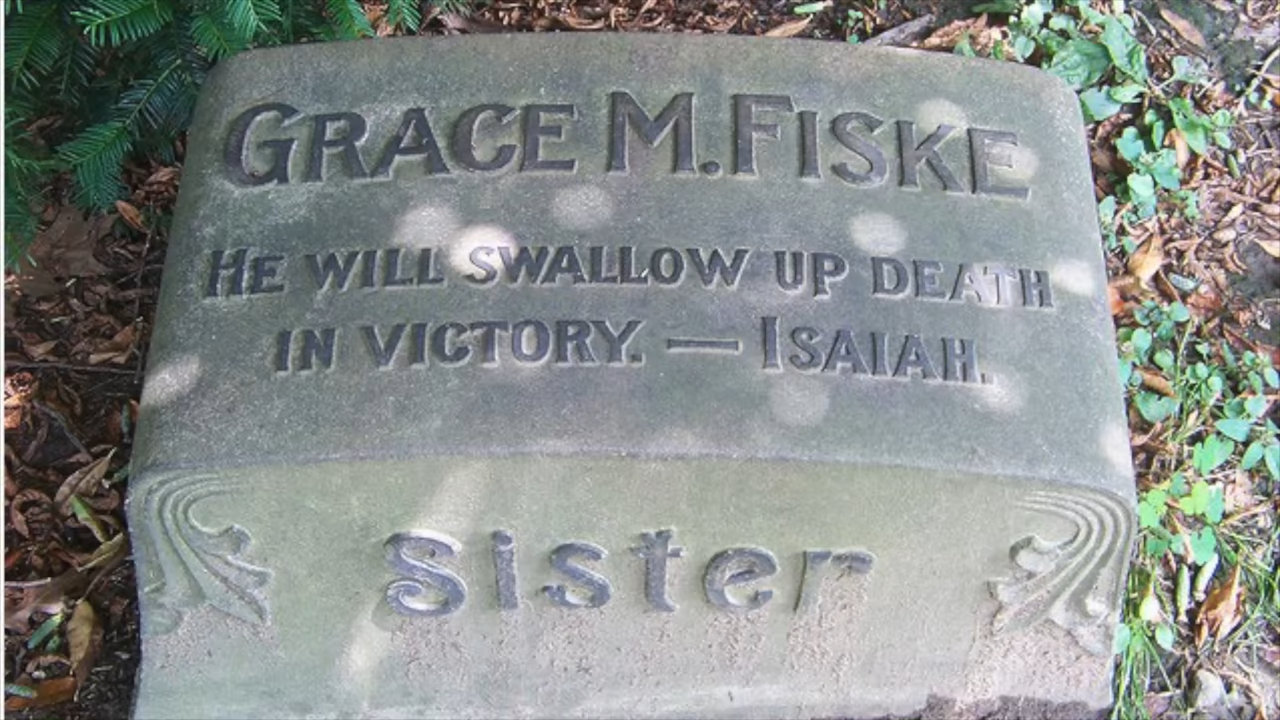 GRACE M. FISKE
HE WILL SWALLOW UP DEATH
IN VICTORY. — ISAIAH.
Sister